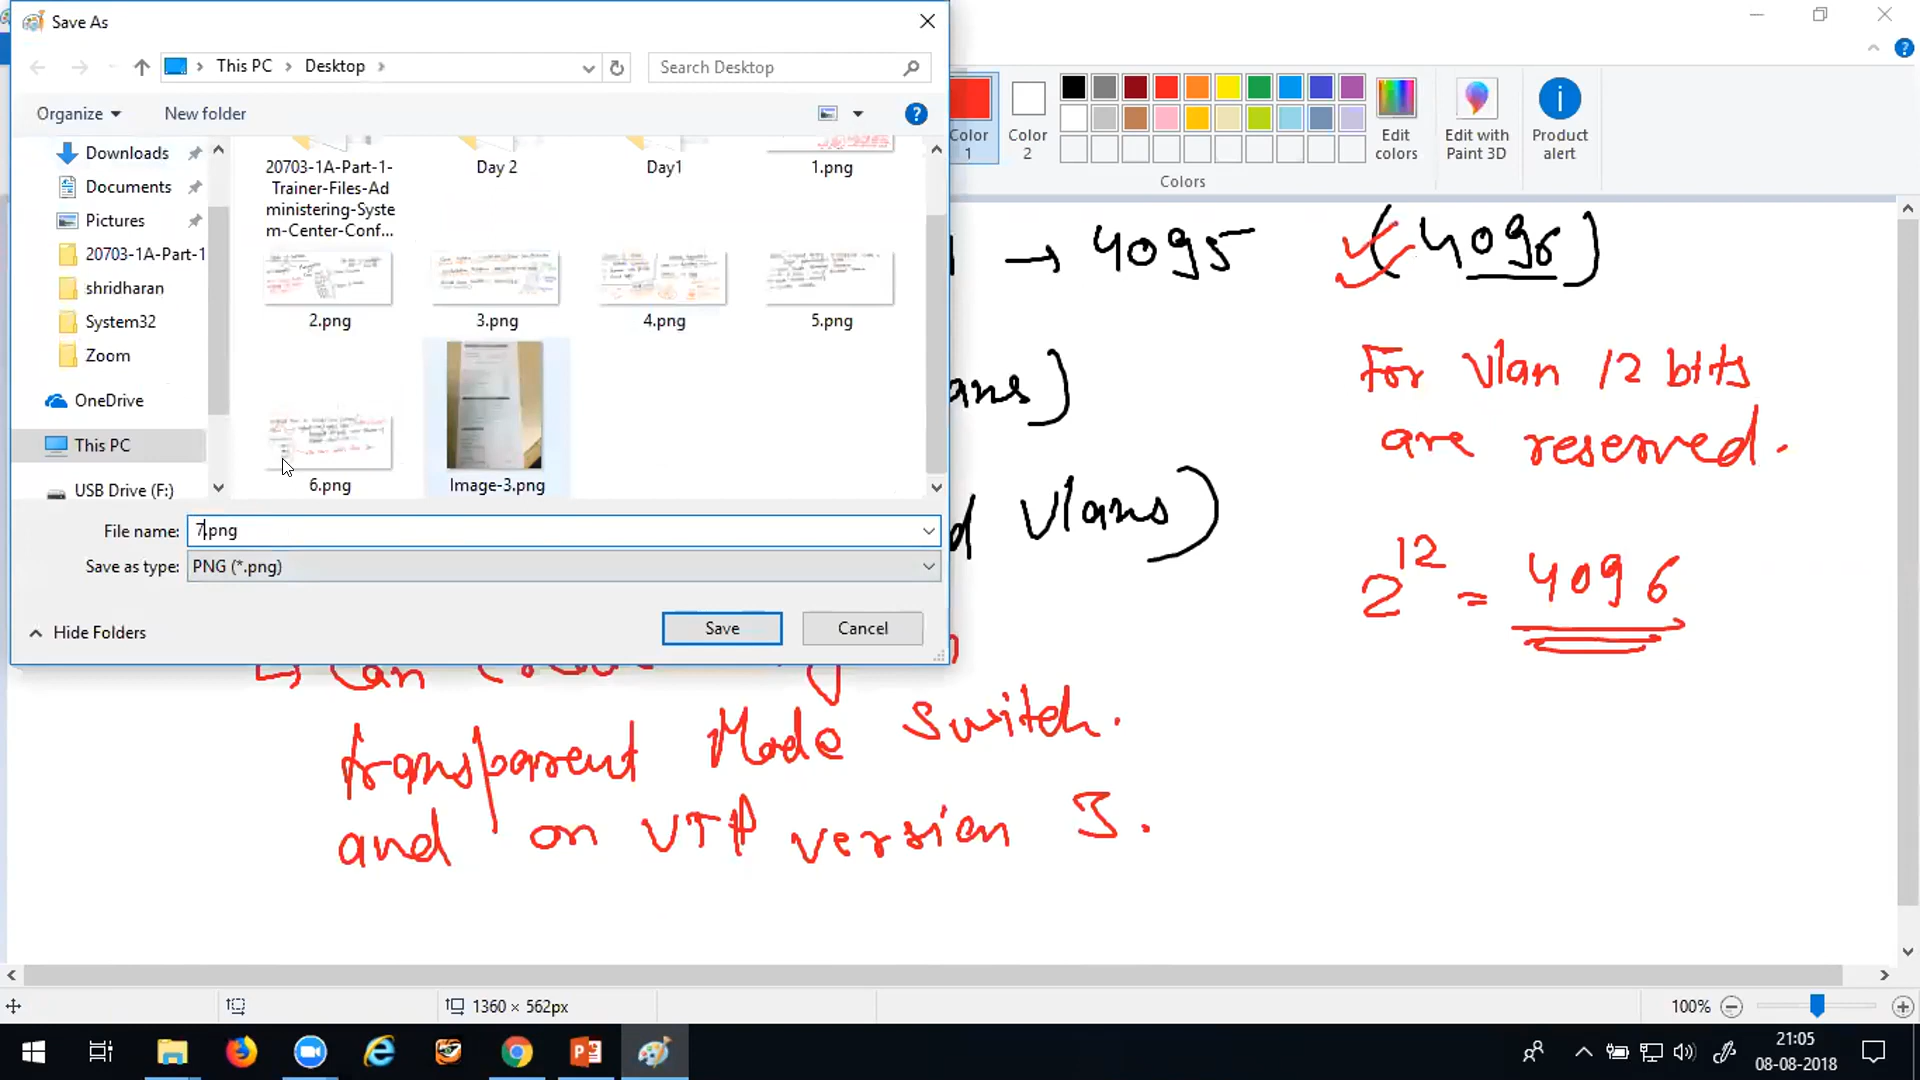 Save As
This PC > Desktop >
Search Desktop
Organize
New folder
Downloads
Documents
Pictures
20703-1A-Part-1
shridharan
System32
Zoom
OneDrive
This PC
USB Drive (F:)
20703-1A-Part-1-
Trainer-Files-Ad
ministering-Syste
m-Center-Conf...
Day 2
Day1
1.png
2.png
3.png
4.png
5.png
6.png
Image-3.png
File name: 7.png
Save as type: PNG (*.png)
Hide Folders
Save
Cancel
Color
1
Color
2
Edit
colors
Edit with
Paint 3D
Product
alert
Colors
→ 4095 (4096)
For Vlan 12 bits
are reserved.
Vlans)
2^12 = 4096
transparent Mode Switch.
and on VTP version 3.
1360 × 562px
100%
21:05
08-08-2018